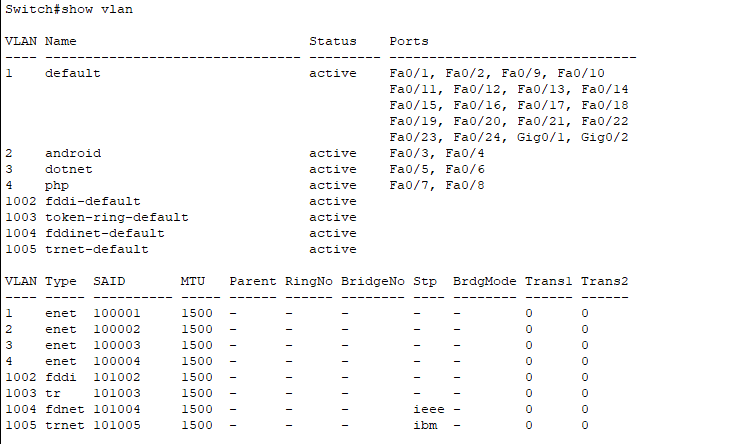 Switch#show vlan

VLAN Name                             Status    Ports
---- -------------------------------- --------- -------------------------------
1    default                          active    Fa0/1, Fa0/2, Fa0/9, Fa0/10
                                                Fa0/11, Fa0/12, Fa0/13, Fa0/14
                                                Fa0/15, Fa0/16, Fa0/17, Fa0/18
                                                Fa0/19, Fa0/20, Fa0/21, Fa0/22
                                                Fa0/23, Fa0/24, Gig0/1, Gig0/2
2    android                          active    Fa0/3, Fa0/4
3    dotnet                           active    Fa0/5, Fa0/6
4    php                              active    Fa0/7, Fa0/8
1002 fddi-default                     active
1003 token-ring-default               active
1004 fddinet-default                  active
1005 trnet-default                    active

VLAN Type  SAID       MTU   Parent RingNo BridgeNo Stp  BrdgMode Trans1 Trans2
---- ----- ---------- ----- ------ ------ -------- ---- -------- ------ ------
1    enet  100001     1500  -      -      -        -    -        0      0
2    enet  100002     1500  -      -      -        -    -        0      0
3    enet  100003     1500  -      -      -        -    -        0      0
4    enet  100004     1500  -      -      -        -    -        0      0
1002 fddi  101002     1500  -      -      -        -    -        0      0
1003 tr    101003     1500  -      -      -        -    -        0      0
1004 fdnet 101004     1500  -      -      -        ieee -        0      0
1005 trnet 101005     1500  -      -      -        ibm  -        0      0